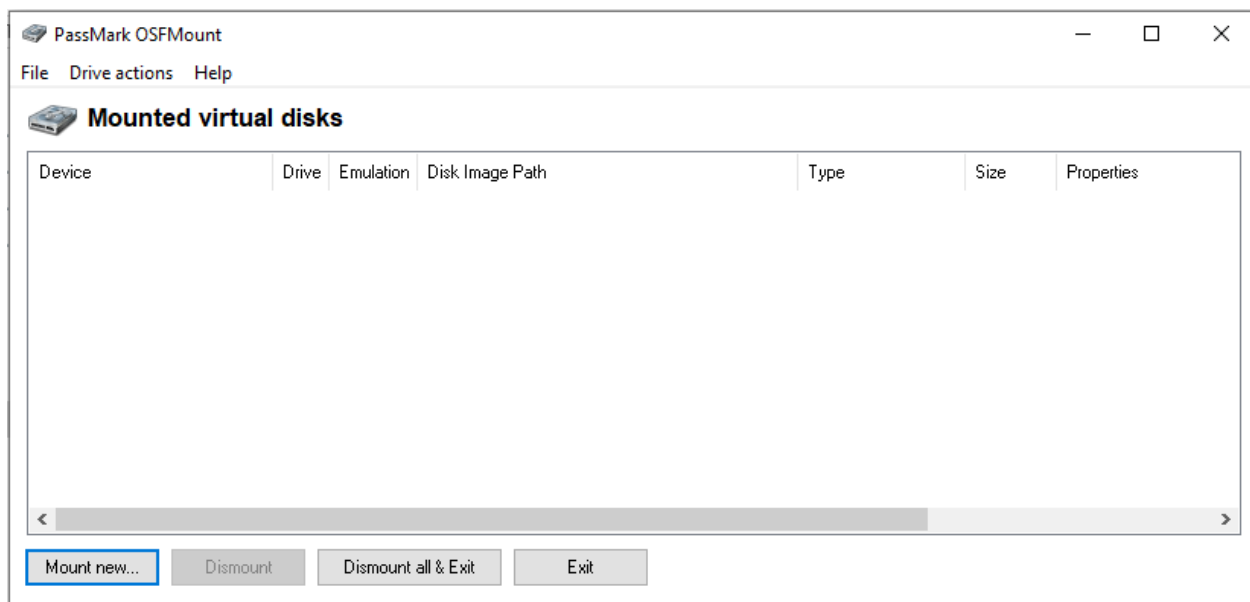 PassMark OSFMount
File Drive actions Help
Mounted virtual disks
Device Drive Emulation Disk Image Path Type Size Properties
Mount new... Dismount Dismount all & Exit Exit